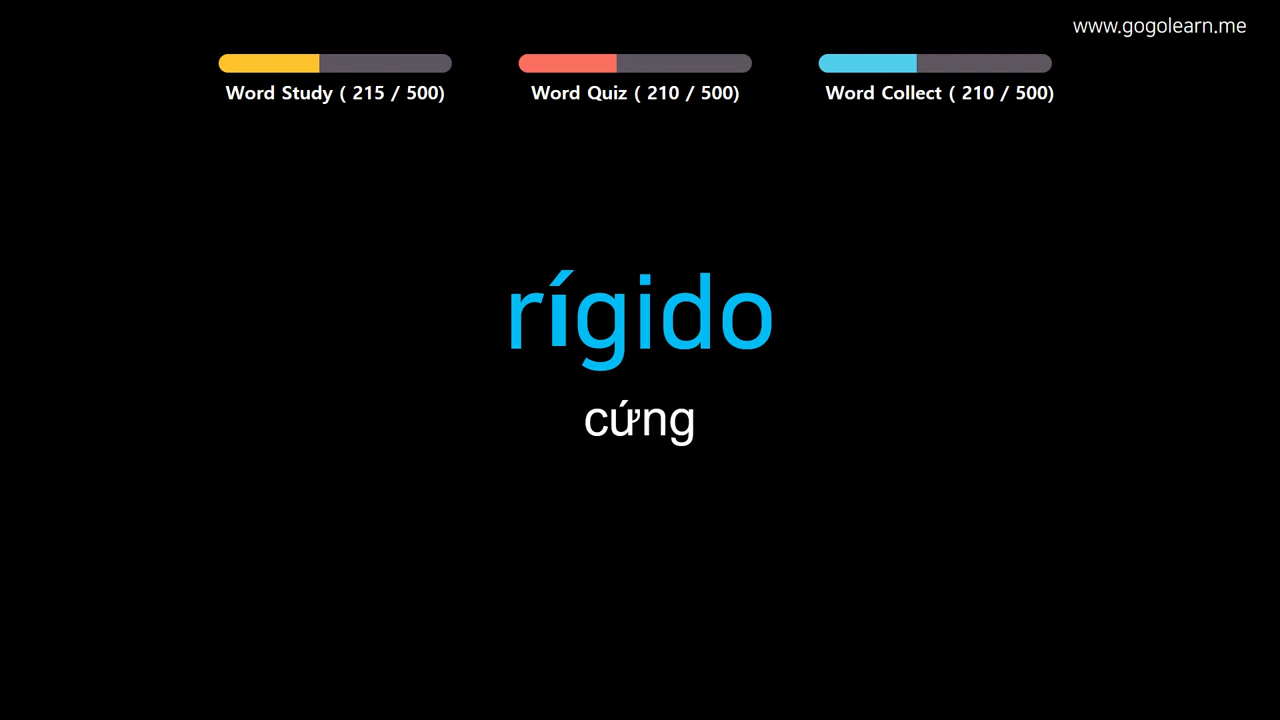 www.gogolearn.me
Word Study ( 215 / 500)
Word Quiz ( 210 / 500)
Word Collect ( 210 / 500)
rígido
cứng